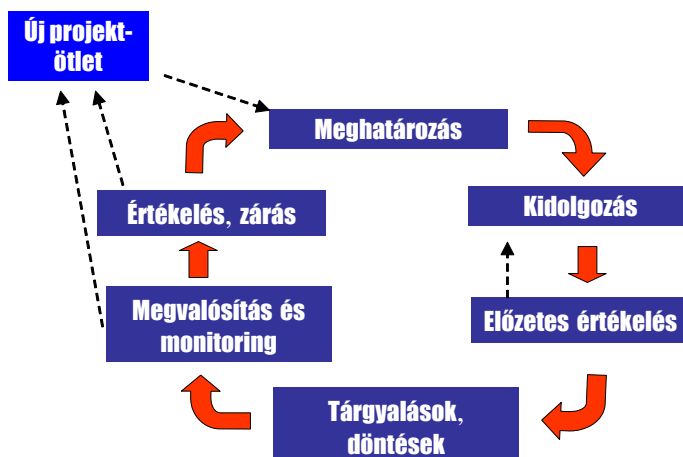 Új projekt-
ötlet
Meghatározás
Kidolgozás
Előzetes értékelés
Tárgyalások,
döntések
Megvalósítás és
monitoring
Értékelés, zárás